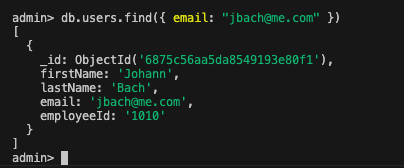 admin> db.users.find({ email: "jbach@me.com" })
[
  {
    _id: ObjectId('6875c56aa5da8549193e80f1'),
    firstName: 'Johann',
    lastName: 'Bach',
    email: 'jbach@me.com',
    employeeId: '1010'
  }
]
admin>